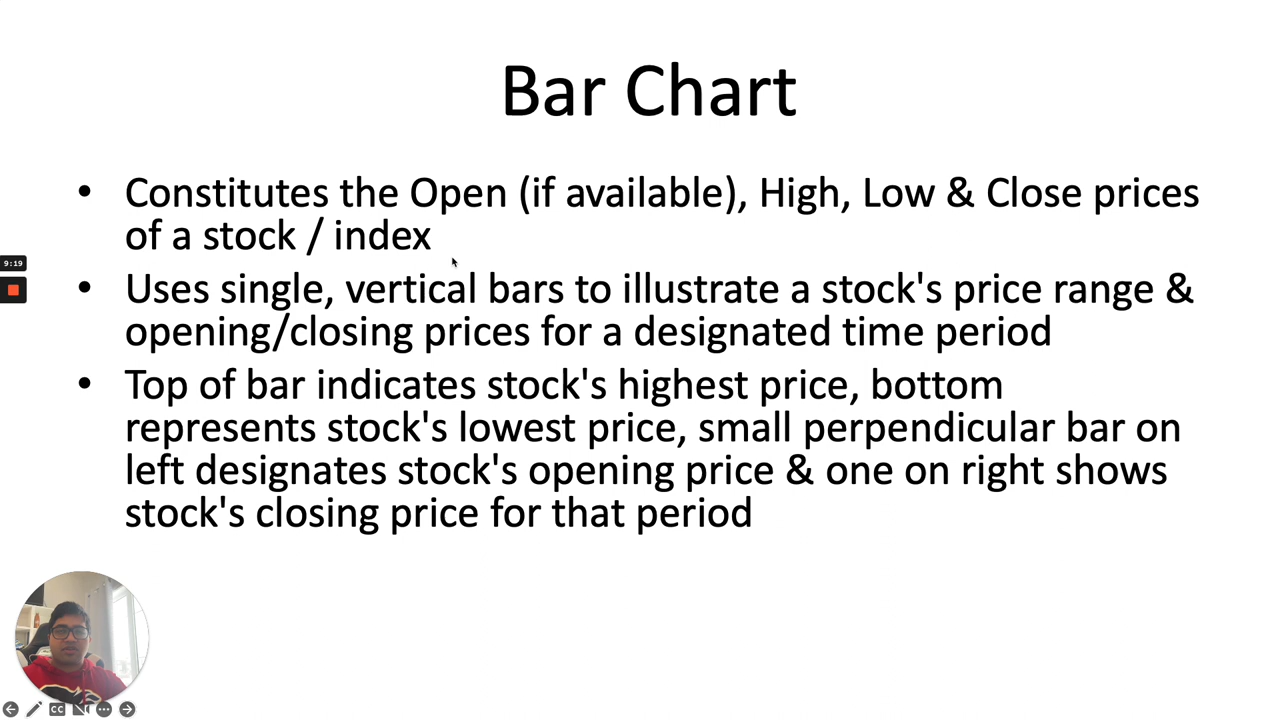 Bar Chart
• Constitutes the Open (if available), High, Low & Close prices
of a stock / index
9:19
• Uses single, vertical bars to illustrate a stock's price range &
opening/closing prices for a designated time period
• Top of bar indicates stock's highest price, bottom
represents stock's lowest price, small perpendicular bar on
left designates stock's opening price & one on right shows
stock's closing price for that period
CC